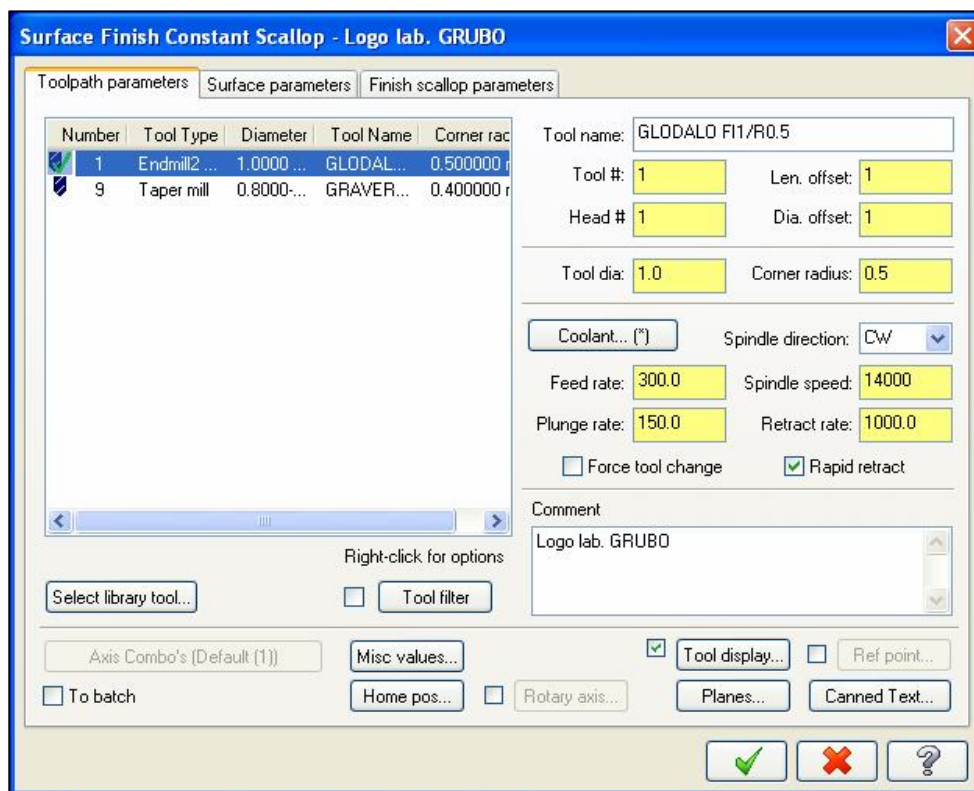 Surface Finish Constant Scallop - Logo lab. GRUBO
Toolpath parameters Surface parameters Finish scallop parameters
Number Tool Type Diameter Tool Name Corner rac
1 Endmill2 ... 1.0000 ... GLODAL... 0.500000 r
9 Taper mill 0.8000-... GRAVER... 0.400000 r
Right-click for options
Select library tool... Tool filter
Tool name: GLODALO FI1/R0.5
Tool #: 1 Len. offset: 1
Head # 1 Dia. offset: 1
Tool dia: 1.0 Corner radius: 0.5
Coolant... (*) Spindle direction: CW
Feed rate: 300.0 Spindle speed: 14000
Plunge rate: 150.0 Retract rate: 1000.0
Force tool change Rapid retract
Comment
Logo lab. GRUBO
Axis Combo's (Default (1)) Misc values... Tool display... Ref point...
To batch Home pos... Rotary axis... Planes... Canned Text...